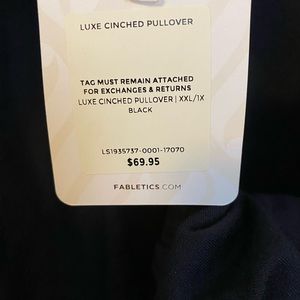 LUXE CINCHED PULLOVER
TAG MUST REMAIN ATTACHED
FOR EXCHANGES & RETURNS
LUXE CINCHED PULLOVER | XXL/1X
BLACK
LS1935737-0001-17070
$69.95
FABLETICS.COM